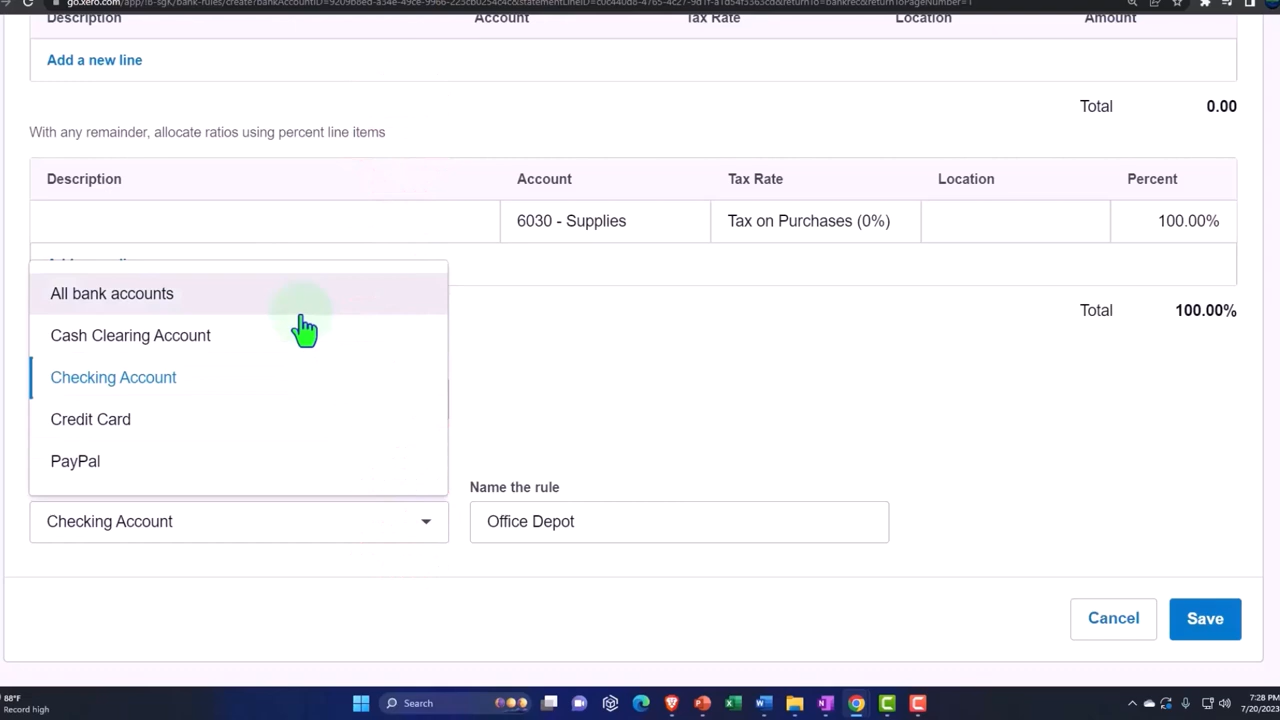 Description Account Tax Rate Location Amount
Add a new line
Total 0.00
With any remainder, allocate ratios using percent line items
Description Account Tax Rate Location Percent
6030 - Supplies Tax on Purchases (0%) 100.00%
Total 100.00%
All bank accounts
Cash Clearing Account
Checking Account
Credit Card
PayPal
Name the rule
Checking Account Office Depot
Cancel Save
88°F
Record high
Search
7:28 PM
7/20/2023